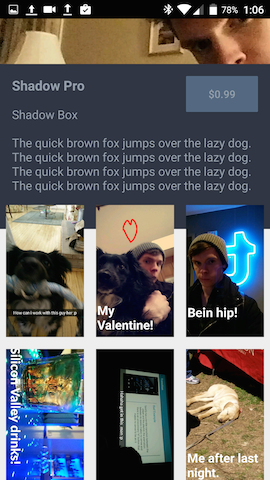 78% 1:06
Shadow Pro
$0.99
Shadow Box
The quick brown fox jumps over the lazy dog.
The quick brown fox jumps over the lazy dog.
The quick brown fox jumps over the lazy dog.
The quick brown fox jumps over the lazy dog.
How can I work with this guy her
My
Valentine!
Bein hip!
Silicon Valley drinks!
Me after last
night.